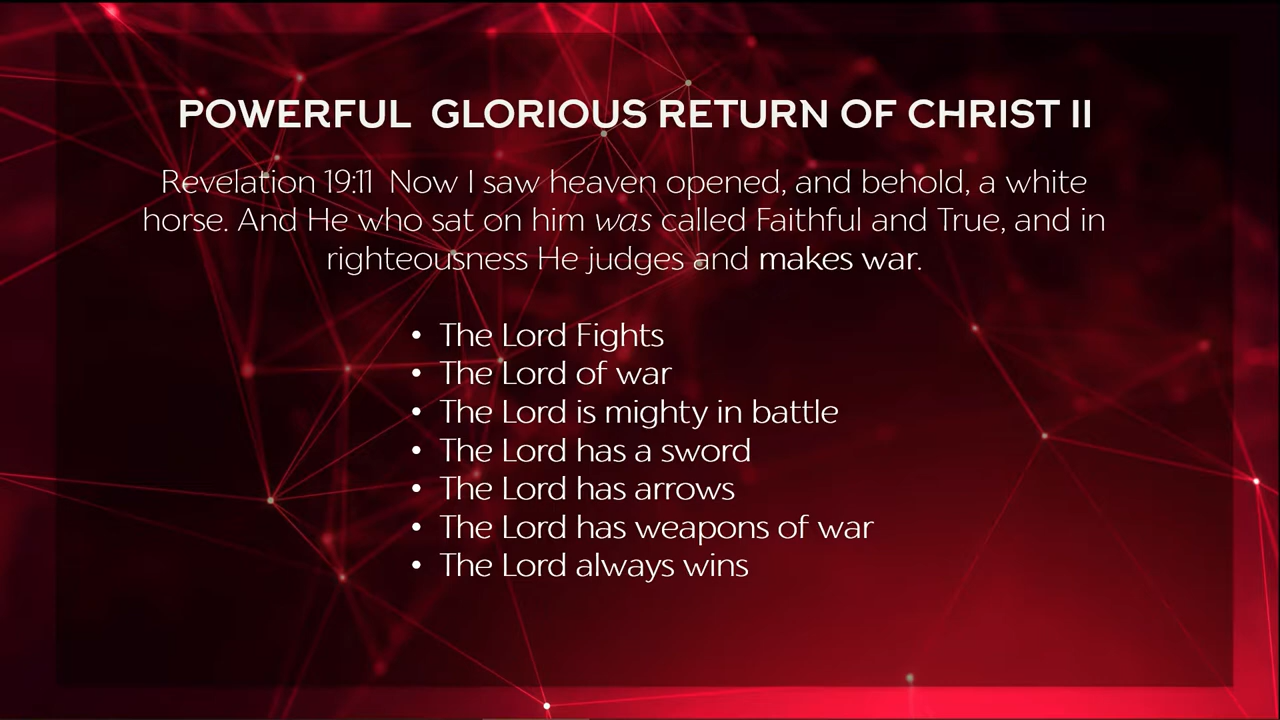 POWERFUL  GLORIOUS RETURN OF CHRIST II
Revelation 19:11  Now I saw heaven opened, and behold, a white
horse. And He who sat on him was called Faithful and True, and in
righteousness He judges and makes war.
• The Lord Fights
• The Lord of war
• The Lord is mighty in battle
• The Lord has a sword
• The Lord has arrows
• The Lord has weapons of war
• The Lord always wins